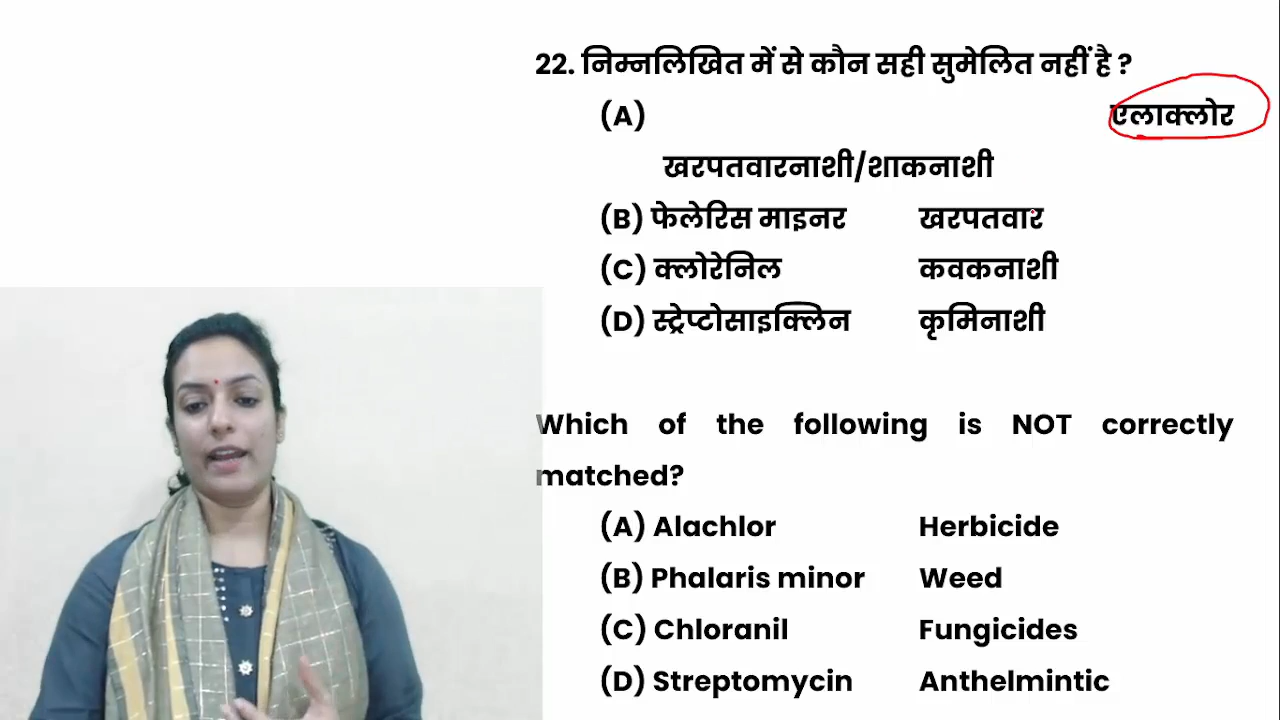 22. निम्नलिखित में से कौन सही सुमेलित नहीं है ?
(A) एलाक्लोर
खरपतवारनाशी/शाकनाशी
(B) फेलेरिस माइनर खरपतवार
(C) क्लोरेनिल कवकनाशी
(D) स्ट्रेप्टोसाइक्लिन कृमिनाशी
Which of the following is NOT correctly
matched?
(A) Alachlor Herbicide
(B) Phalaris minor Weed
(C) Chloranil Fungicides
(D) Streptomycin Anthelmintic